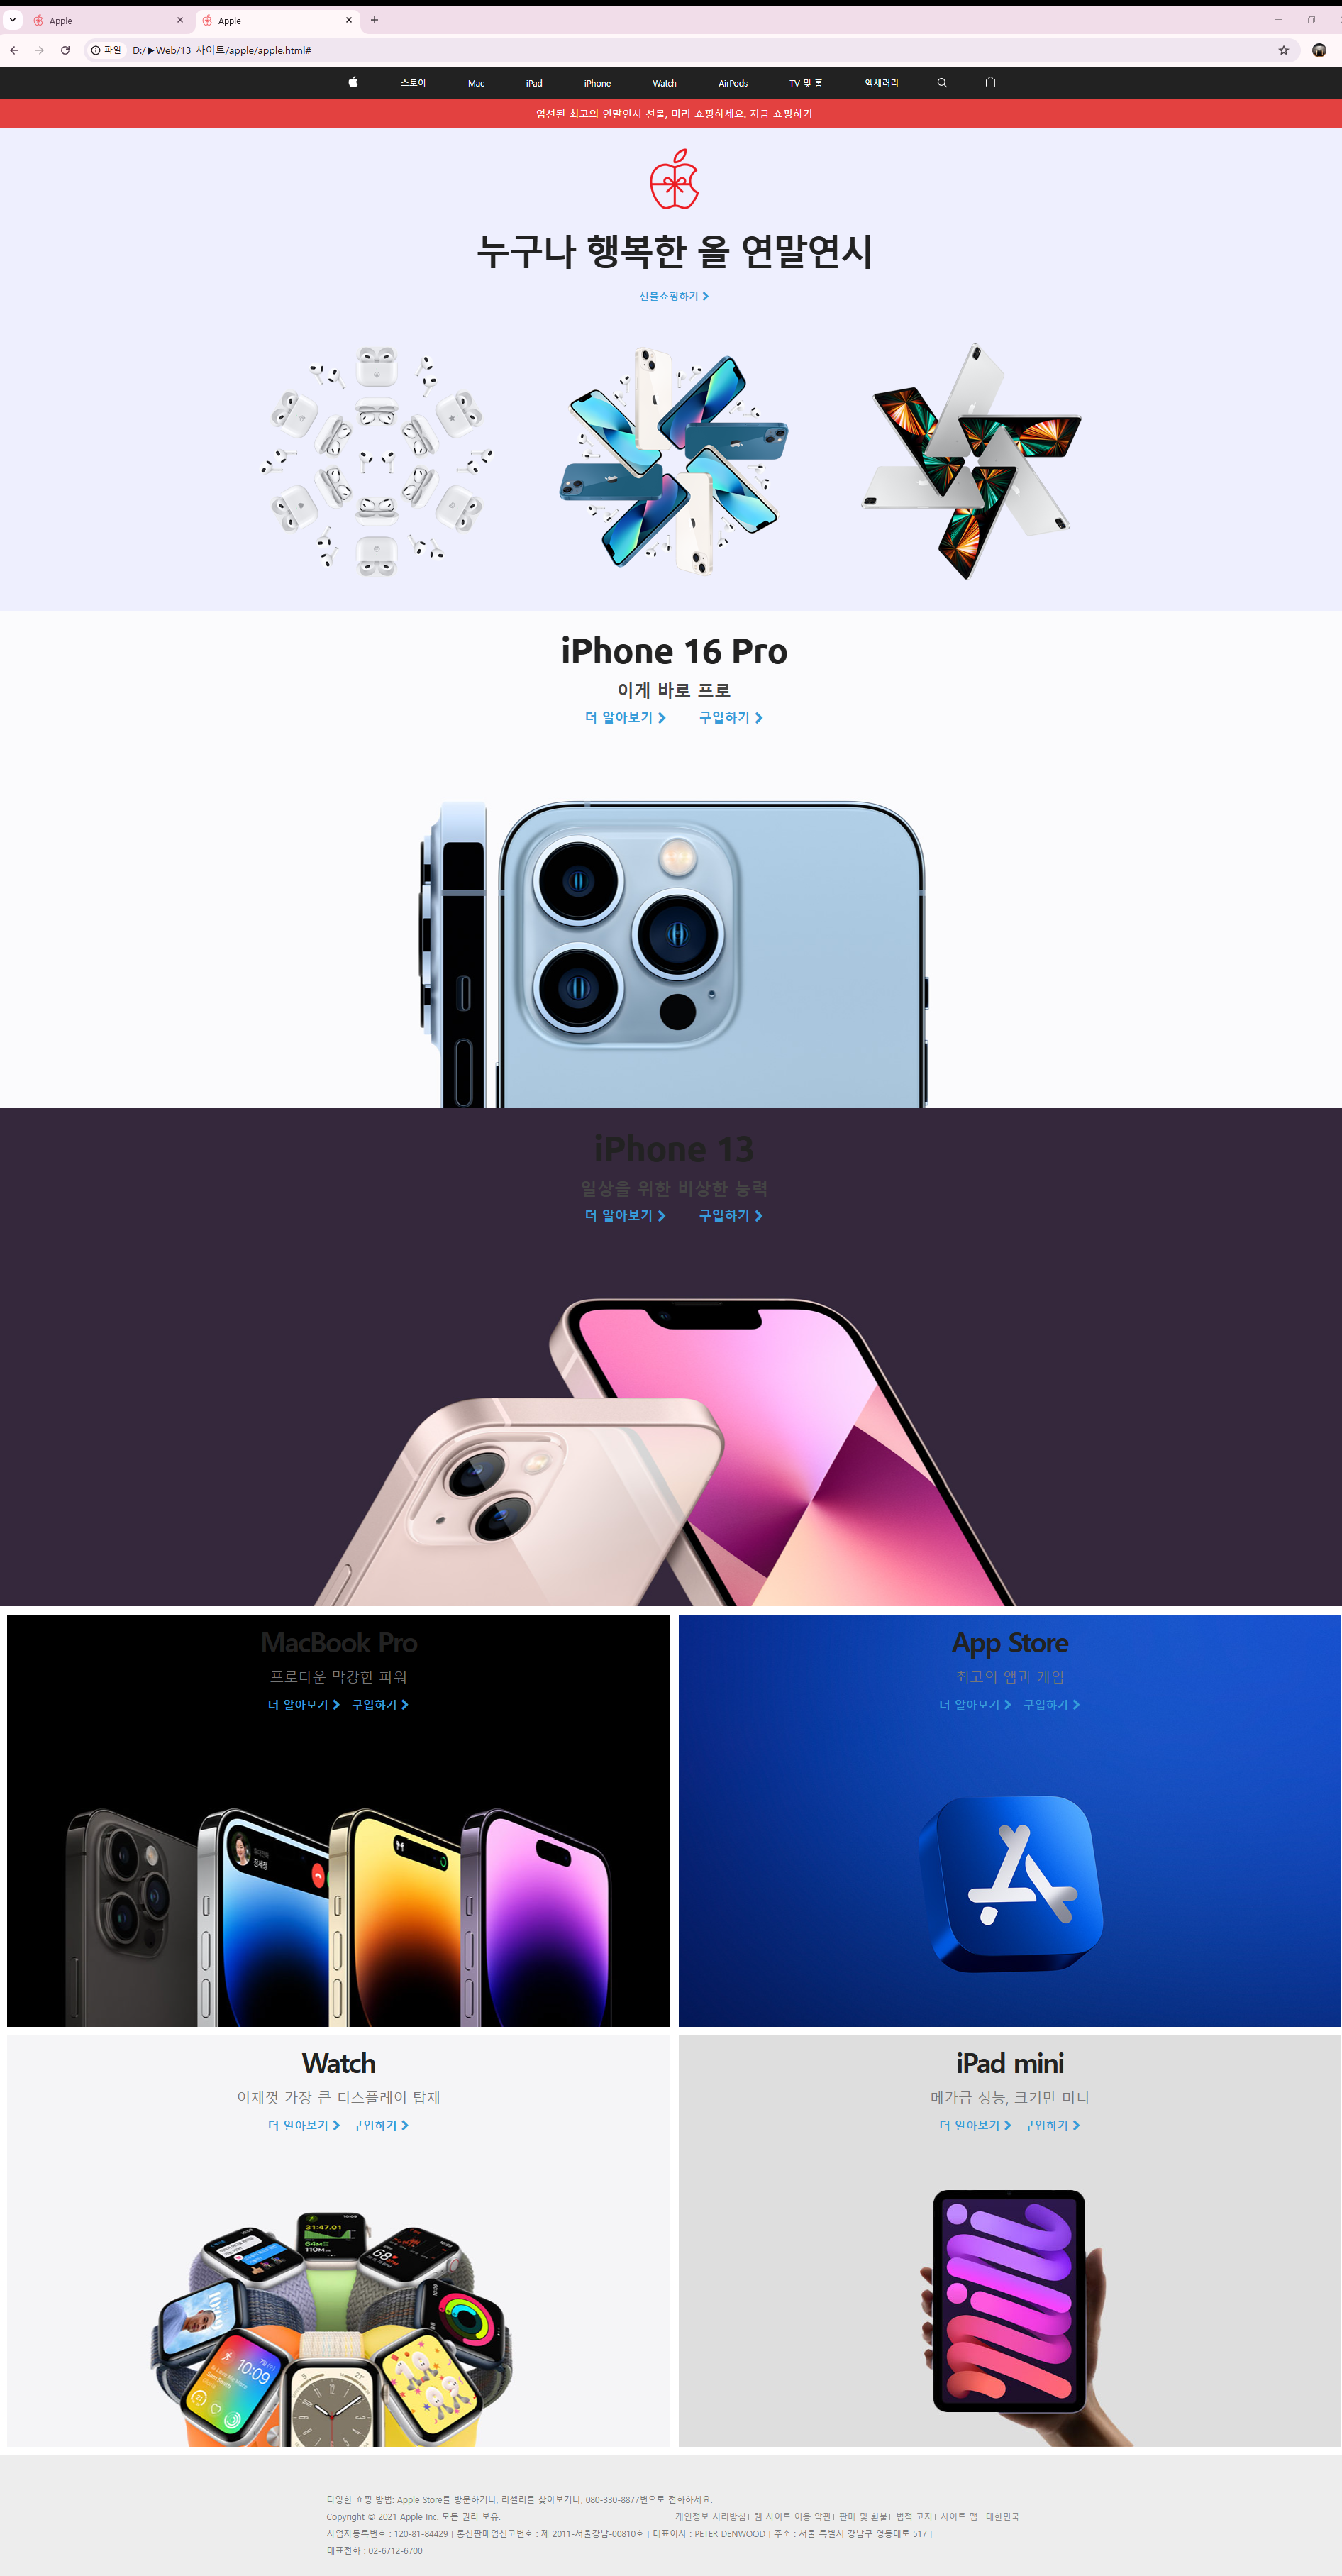 Apple
Apple
파일 D:/▶Web/13_사이트/apple/apple.html#
스토어 Mac iPad iPhone Watch AirPods TV 및 홈 액세러리
엄선된 최고의 연말연시 선물, 미리 쇼핑하세요. 지금 쇼핑하기
누구나 행복한 올 연말연시
선물쇼핑하기
iPhone 16 Pro
이게 바로 프로
더 알아보기 구입하기
iPhone 13
일상을 위한 비상한 능력
더 알아보기 구입하기
MacBook Pro
프로다운 막강한 파워
더 알아보기 구입하기
App Store
최고의 앱과 게임
더 알아보기 구입하기
Watch
이제껏 가장 큰 디스플레이 탑제
더 알아보기 구입하기
31:47.01
64M
110M
68
10:09
iPad mini
메가급 성능, 크기만 미니
더 알아보기 구입하기
다양한 쇼핑 방법: Apple Store를 방문하거나, 리셀러를 찾아보거나, 080-330-8877번으로 전화하세요.
Copyright © 2021 Apple Inc. 모든 권리 보유. 개인정보 처리방침| 웹 사이트 이용 약관| 판매 및 환불| 법적 고지| 사이트 맵| 대한민국
사업자등록번호 : 120-81-84429 | 통신판매업신고번호 : 제 2011-서울강남-00810호 | 대표이사 : PETER DENWOOD | 주소 : 서울 특별시 강남구 영동대로 517 |
대표전화 : 02-6712-6700